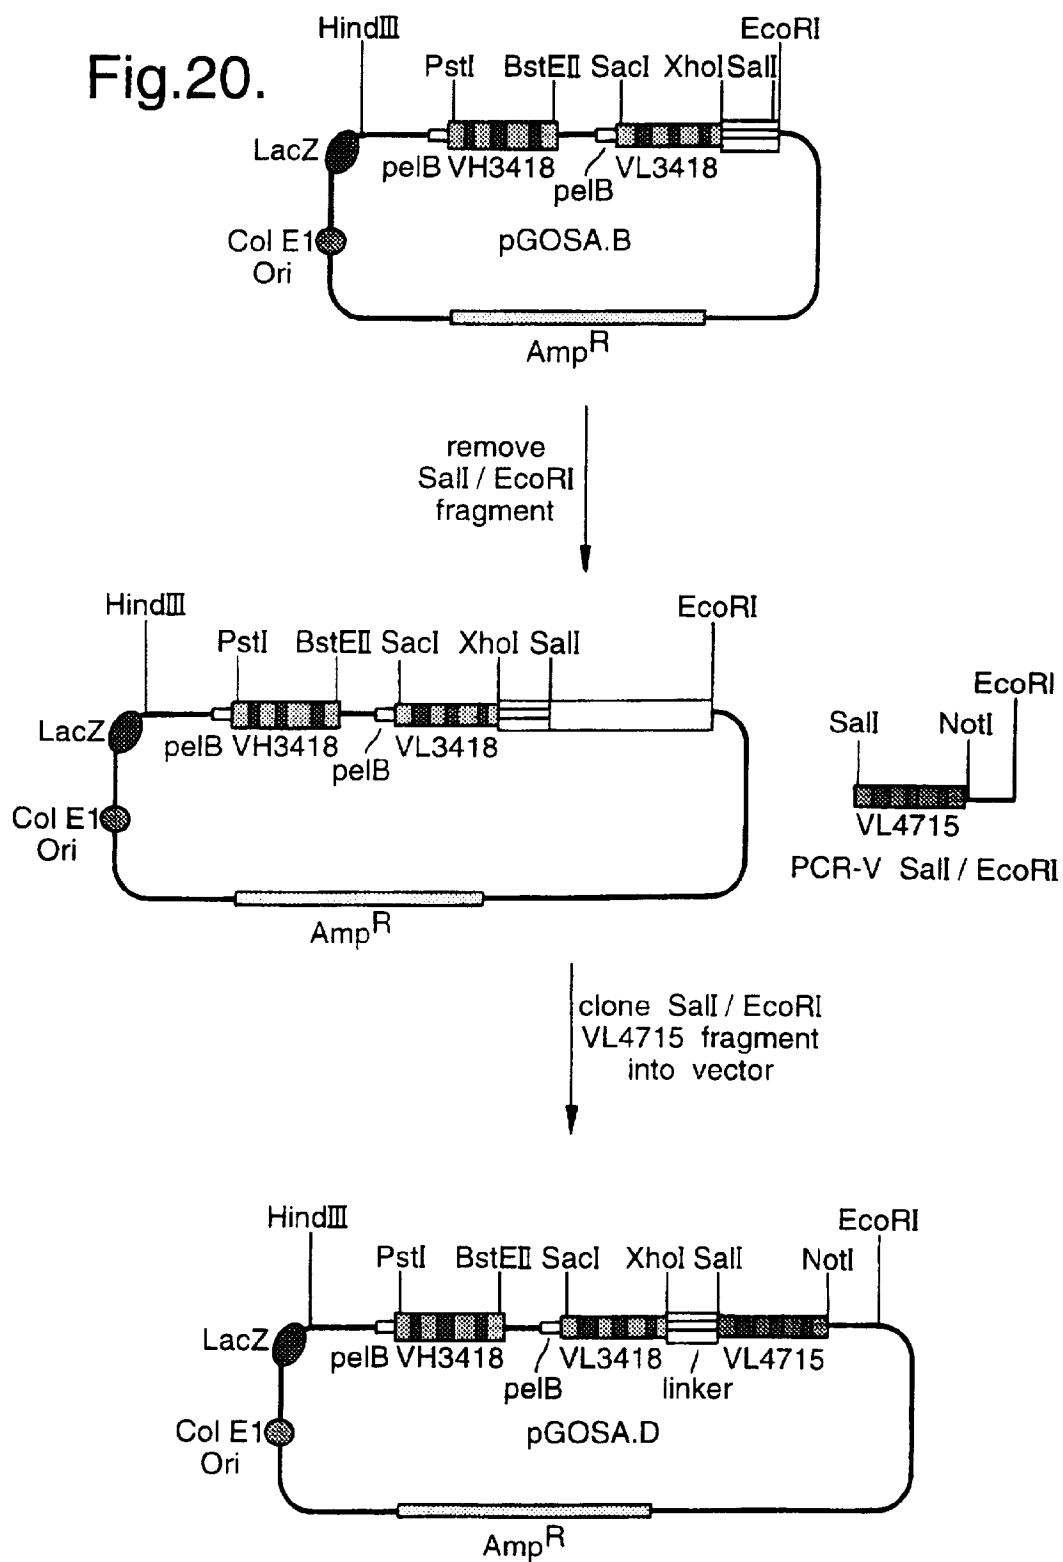 Fig.20.
HindIII
EcoRI
PstI BstEII SacI XhoI SalI
LacZ
pelB VH3418
pelB
VL3418
Col E1
Ori
pGOSA.B
Amp^R
remove
SalI / EcoRI
fragment
HindIII
EcoRI
PstI BstEII SacI XhoI SalI
LacZ
pelB VH3418
pelB
VL3418
Col E1
Ori
Amp^R
EcoRI
SalI
NotI
VL4715
PCR-V SalI / EcoRI
clone SalI / EcoRI
VL4715 fragment
into vector
HindIII
EcoRI
PstI BstEII SacI XhoI SalI NotI
LacZ
pelB VH3418
pelB
VL3418
linker
VL4715
Col E1
Ori
pGOSA.D
Amp^R